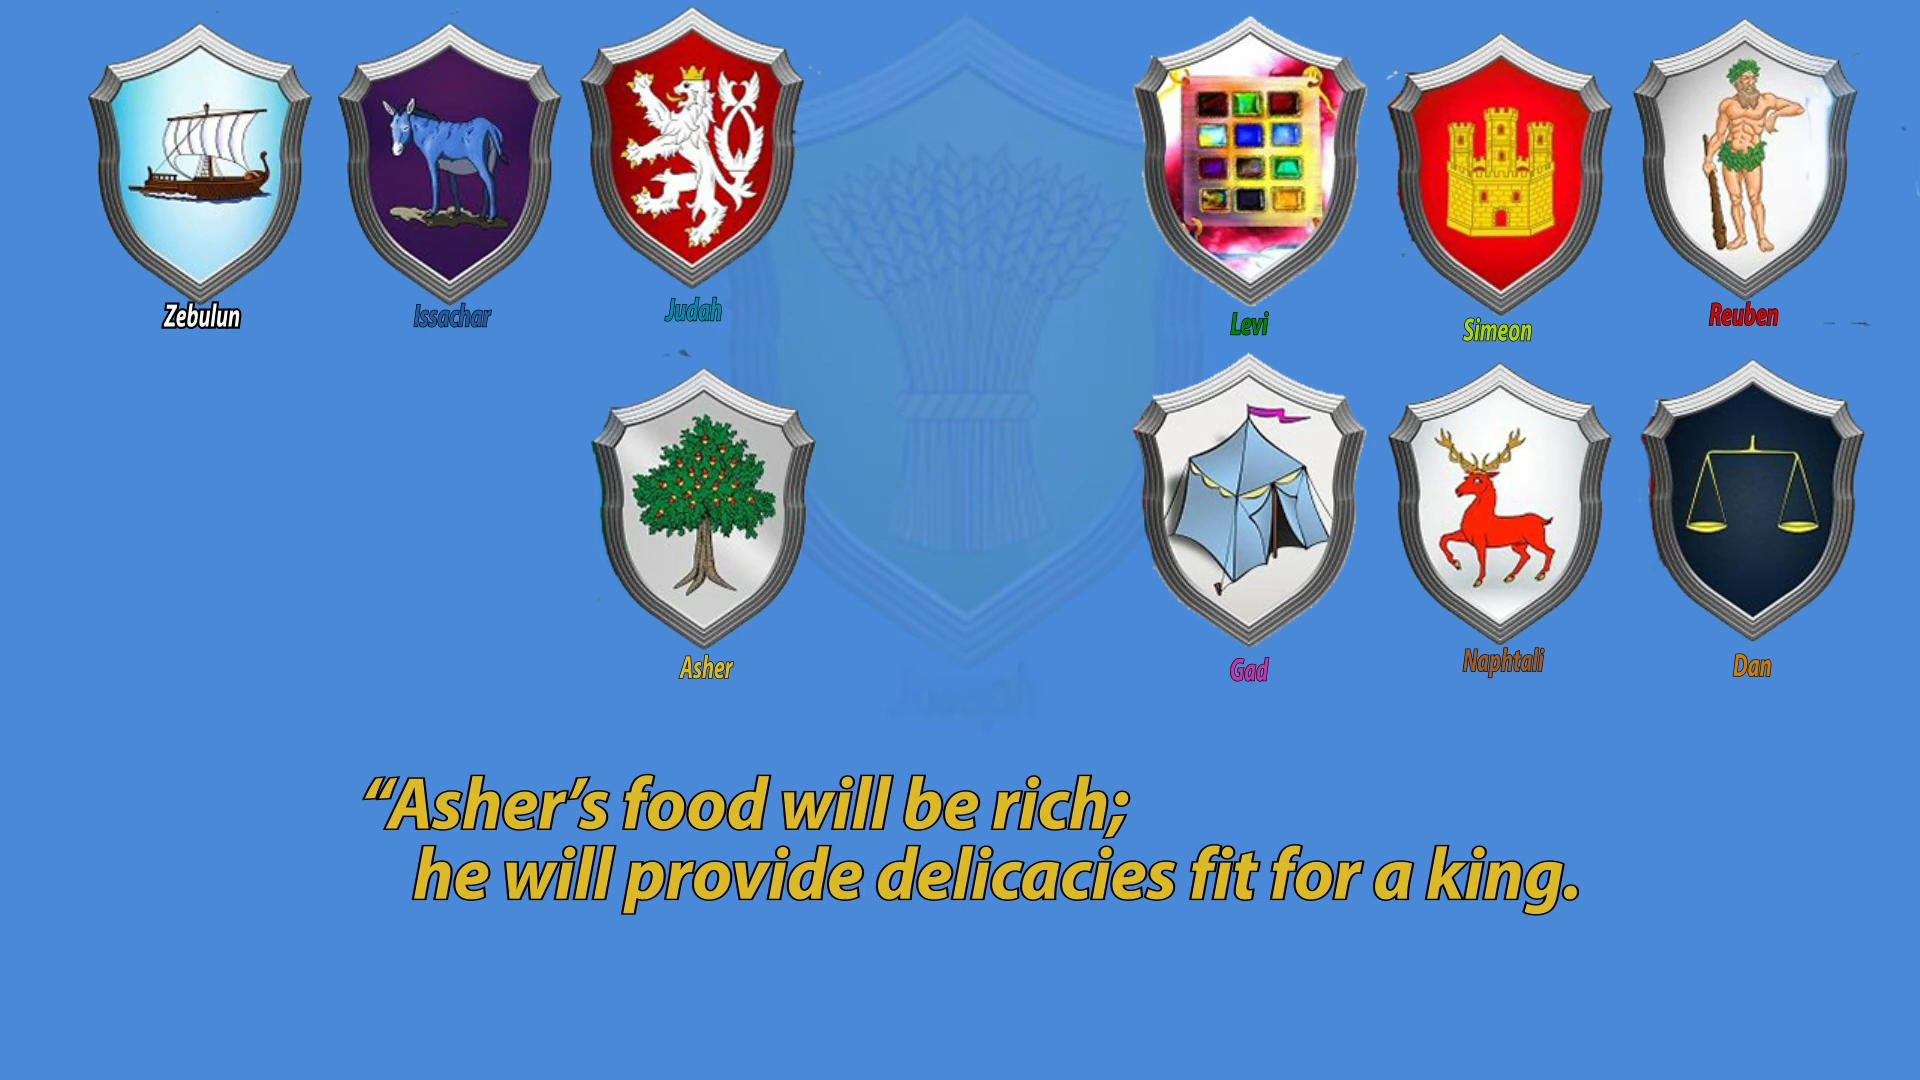 Zebulun
Issachar
Judah
Levi
Simeon
Reuben
Asher
Gad
Naphtali
Dan
Joseph
“Asher’s food will be rich;
he will provide delicacies fit for a king.